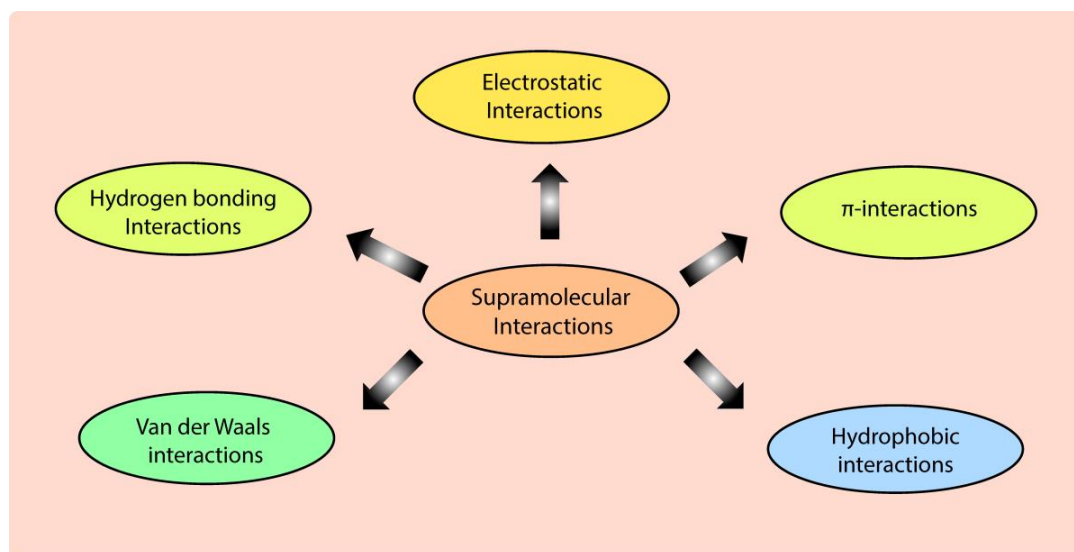 Electrostatic
Interactions
Hydrogen bonding
Interactions
π-interactions
Supramolecular
Interactions
Van der Waals
interactions
Hydrophobic
interactions